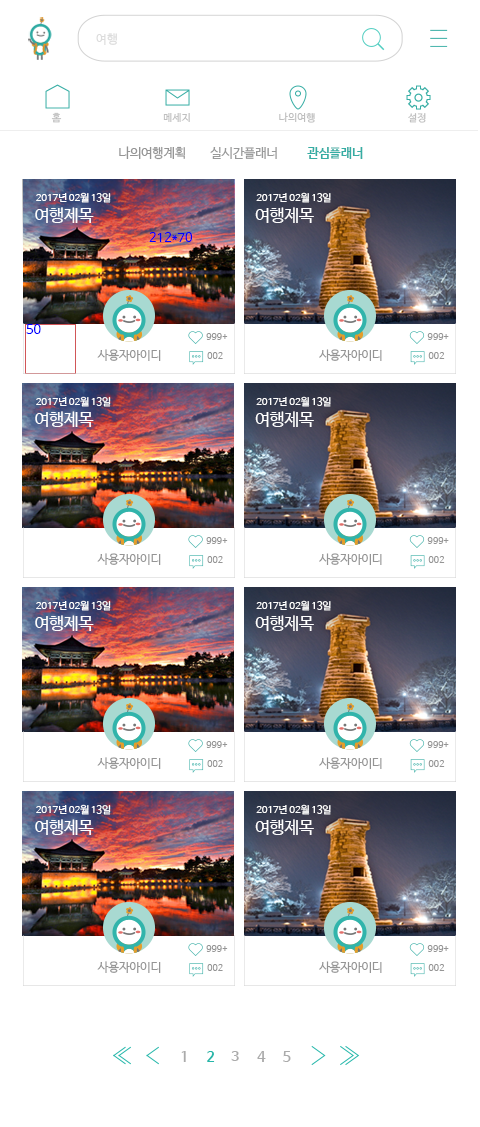 여행
홈 메세지 나의여행 설정
나의여행계획 실시간플래너 관심플래너
2017년 02월 13일 2017년 02월 13일
여행제목 여행제목
212*70
50
999+ 999+
사용자아이디 002 사용자아이디 002
2017년 02월 13일 2017년 02월 13일
여행제목 여행제목
999+ 999+
사용자아이디 002 사용자아이디 002
2017년 02월 13일 2017년 02월 13일
여행제목 여행제목
999+ 999+
사용자아이디 002 사용자아이디 002
2017년 02월 13일 2017년 02월 13일
여행제목 여행제목
999+ 999+
사용자아이디 002 사용자아이디 002
1 2 3 4 5